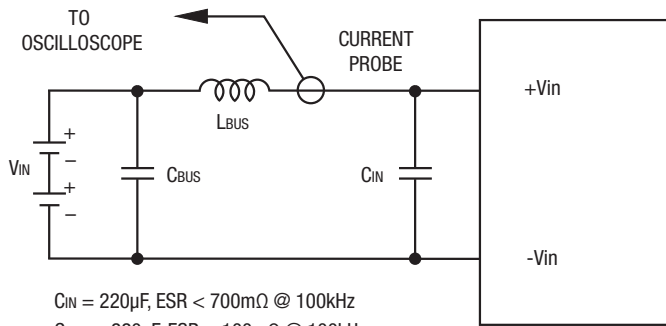 TO
OSCILLOSCOPE
CURRENT
PROBE
+Vin
LBUS
+
VIN
−
+
−
CBUS
CIN
-Vin
CIN = 220µF, ESR < 700mΩ @ 100kHz